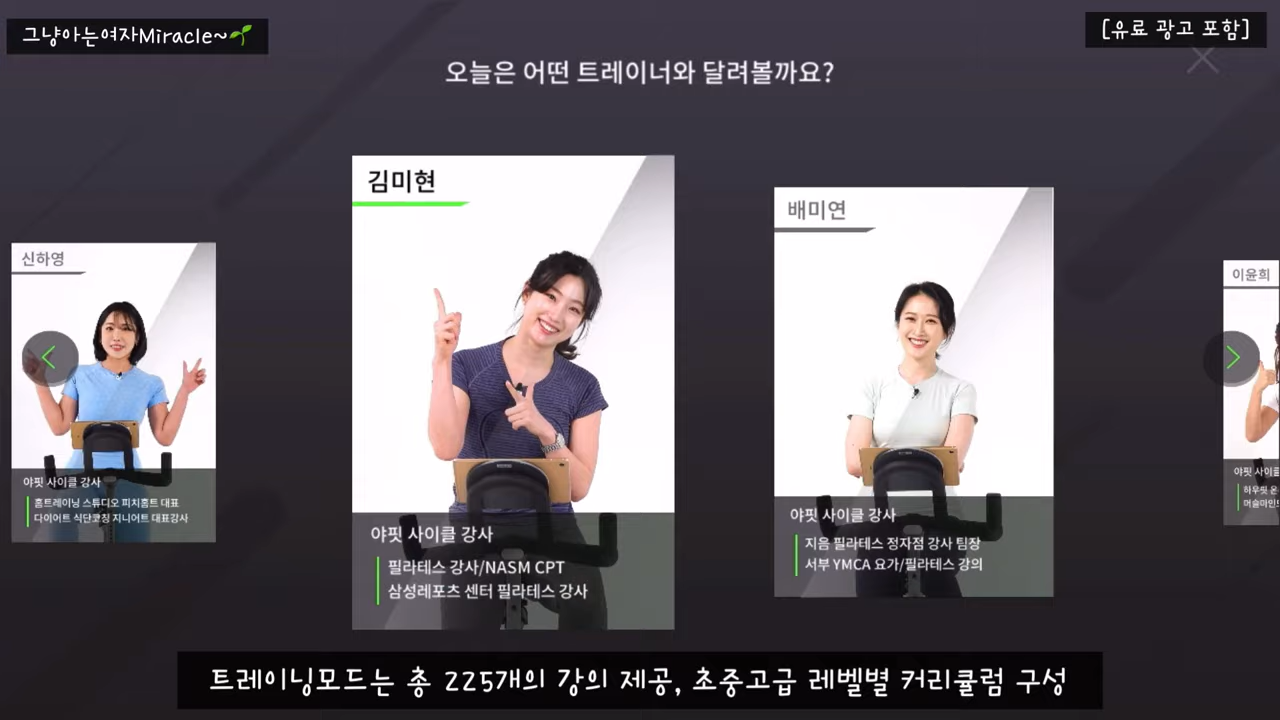 그냥아는여자Miracle~🌱
[유료 광고 포함]
오늘은 어떤 트레이너와 달려볼까요?
신하영
야핏 사이클 강사
홈트레이닝 스튜디오 피치홈트 대표
다이어트 식단코칭 지니어트 대표강사
김미현
야핏 사이클 강사
필라테스 강사/NASM CPT
삼성레포츠 센터 필라테스 강사
배미연
야핏 사이클 강사
지음 필라테스 정자점 강사 팀장
서부 YMCA 요가/필라테스 강의
이윤희
야핏 사이클
하우핏 온
트레이닝모드는 총 225개의 강의 제공, 초중고급 레벨별 커리큘럼 구성